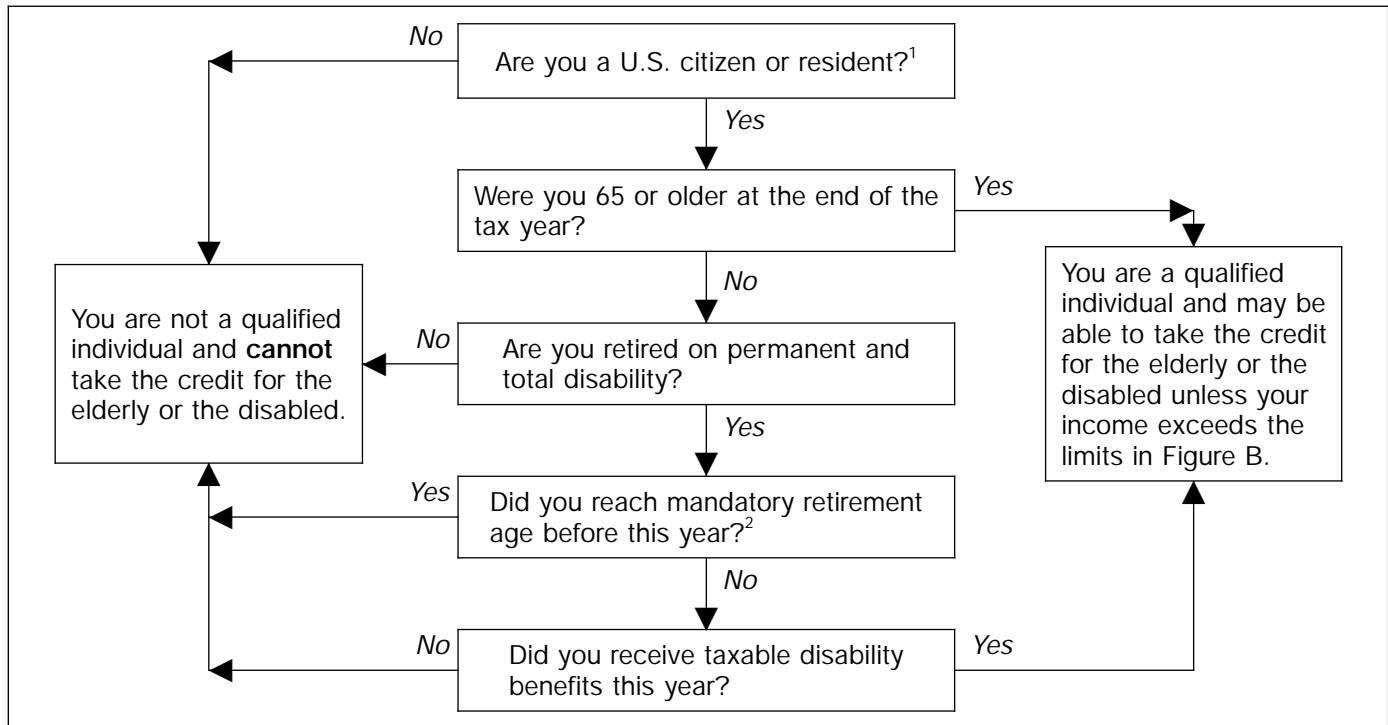 No
Are you a U.S. citizen or resident?1
Yes
Were you 65 or older at the end of the
tax year?
Yes
No
You are a qualified
individual and may be
able to take the credit
for the elderly or the
disabled unless your
income exceeds the
limits in Figure B.
You are not a qualified
individual and cannot
take the credit for the
elderly or the disabled.
No
Are you retired on permanent and
total disability?
Yes
Yes
Did you reach mandatory retirement
age before this year?2
No
No
Did you receive taxable disability
benefits this year?
Yes